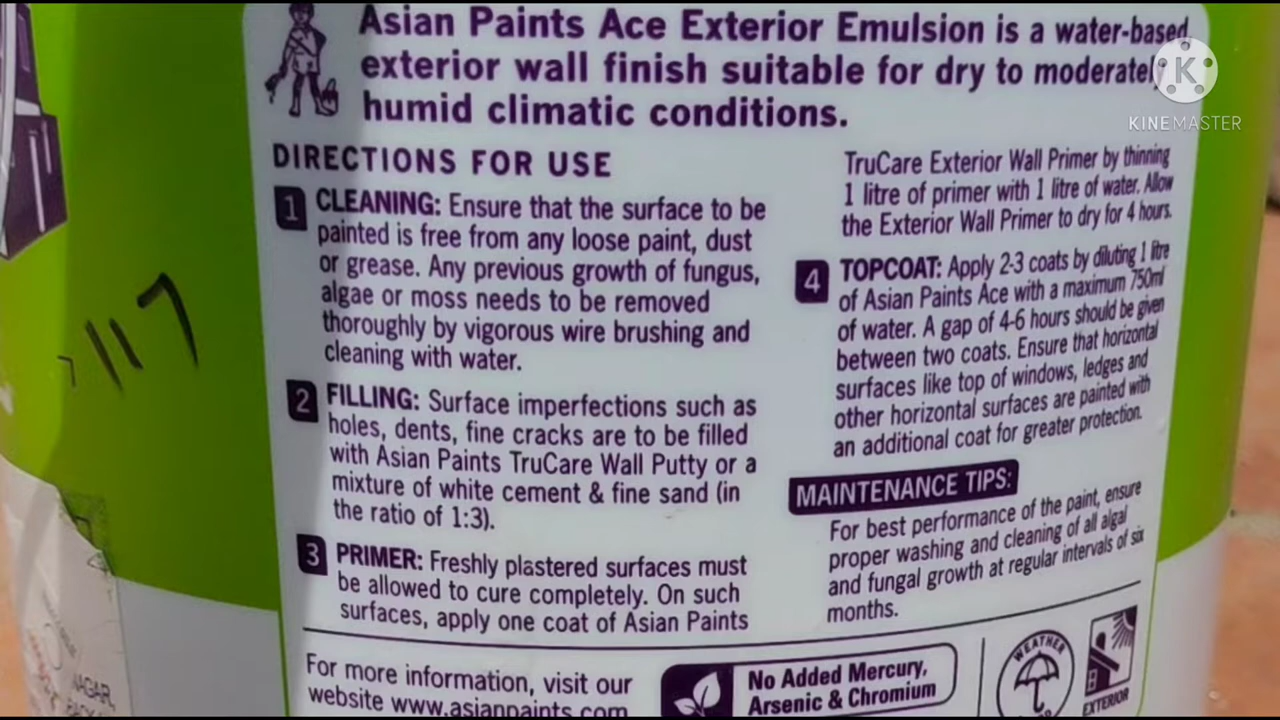 Asian Paints Ace Exterior Emulsion is a water-based
exterior wall finish suitable for dry to moderately
humid climatic conditions.
DIRECTIONS FOR USE
1 CLEANING: Ensure that the surface to be
painted is free from any loose paint, dust
or grease. Any previous growth of fungus,
algae or moss needs to be removed
thoroughly by vigorous wire brushing and
cleaning with water.
2 FILLING: Surface imperfections such as
holes, dents, fine cracks are to be filled
with Asian Paints TruCare Wall Putty or a
mixture of white cement & fine sand (in
the ratio of 1:3).
3 PRIMER: Freshly plastered surfaces must
be allowed to cure completely. On such
surfaces, apply one coat of Asian Paints
TruCare Exterior Wall Primer by thinning
1 litre of primer with 1 litre of water. Allow
the Exterior Wall Primer to dry for 4 hours.
4 TOPCOAT: Apply 2-3 coats by diluting 1 litre
of Asian Paints Ace with a maximum 750ml
of water. A gap of 4-6 hours should be given
between two coats. Ensure that horizontal
surfaces like top of windows, ledges and
other horizontal surfaces are painted with
an additional coat for greater protection.
MAINTENANCE TIPS:
For best performance of the paint, ensure
proper washing and cleaning of all algal
and fungal growth at regular intervals of six
months.
For more information, visit our
website www.asianpaints.com
No Added Mercury,
Arsenic & Chromium
WEATHER
EXTERIOR
NAGAR,
K
KINEMASTER